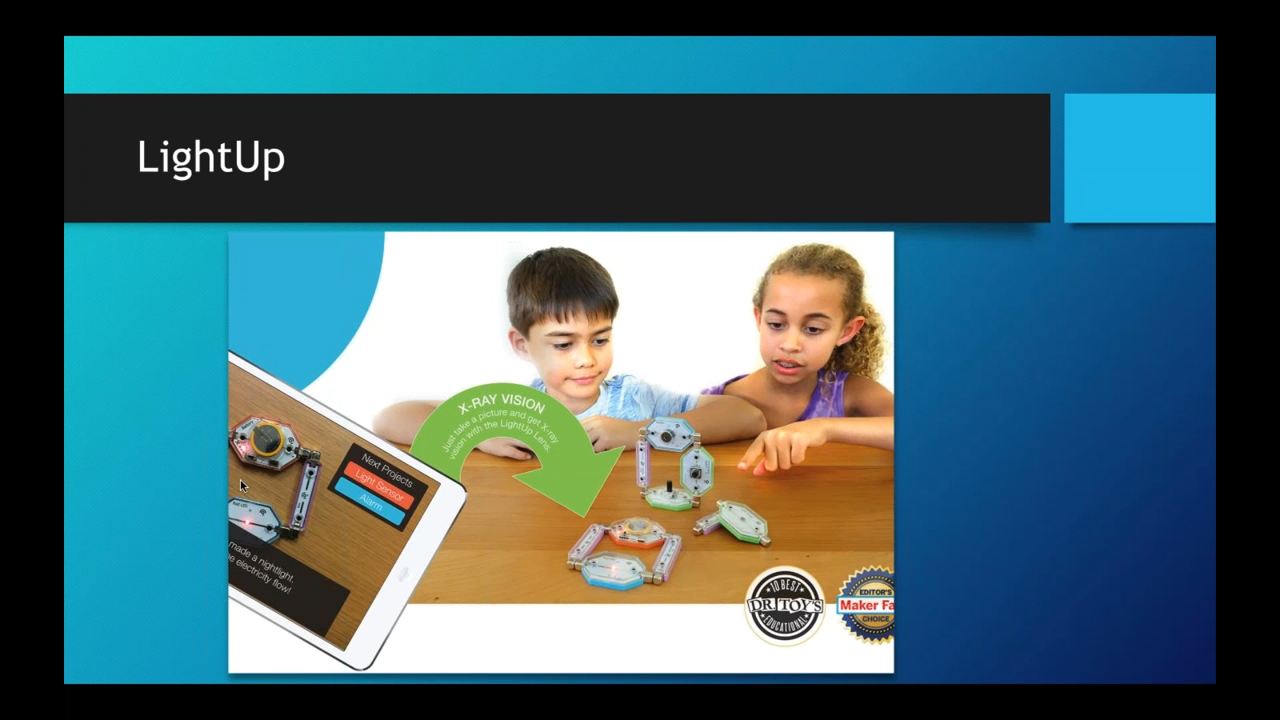 LightUp
X-RAY VISION
Just take a picture and get X-ray
vision with the LightUp Lens.
Next Projects
Light Sensor
Alarm
made a nightlight,
e electricity flow!
10 BEST
DR. TOY'S
EDUCATIONAL
EDITOR'S
Maker Fa
CHOICE